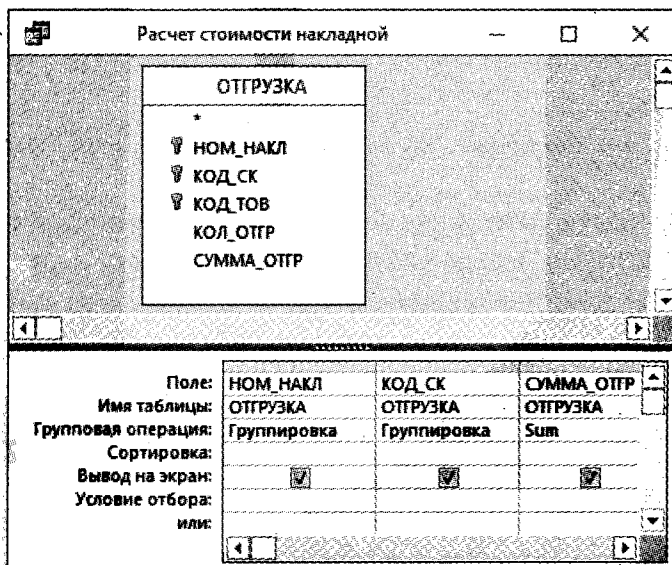 Расчет стоимости накладной
ОТГРУЗКА
*
НОМ_НАКЛ
КОД_СК
КОД_ТОВ
КОЛ_ОТГР
СУММА_ОТГР
Поле: НОМ_НАКЛ КОД_СК СУММА_ОТГР
Имя таблицы: ОТГРУЗКА ОТГРУЗКА ОТГРУЗКА
Групповая операция: Группировка Группировка Sum
Сортировка:
Вывод на экран:
Условие отбора:
или: